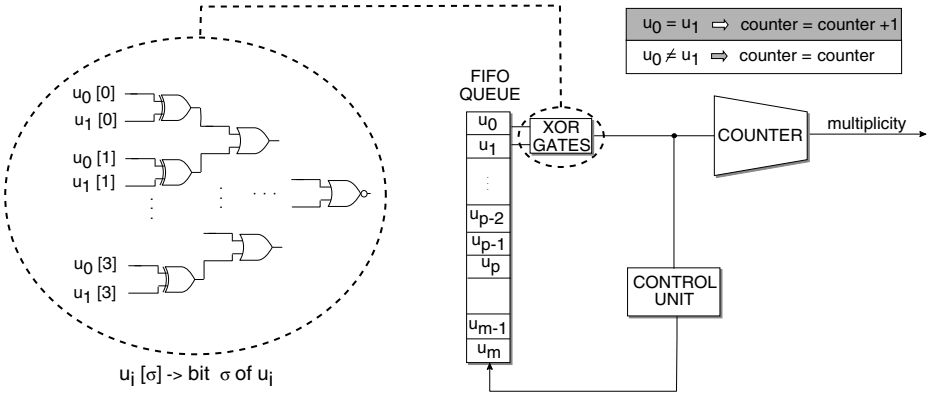 u0 [0]
u1 [0]
u0 [1]
u1 [1]
u0 [3]
u1 [3]
ui [σ] -> bit σ of ui
FIFO
QUEUE
u0
u1
up-2
up-1
up
um-1
um
XOR
GATES
u0 = u1 ⇨ counter = counter +1
u0 ≠ u1 ⇨ counter = counter
COUNTER
multiplicity
CONTROL
UNIT